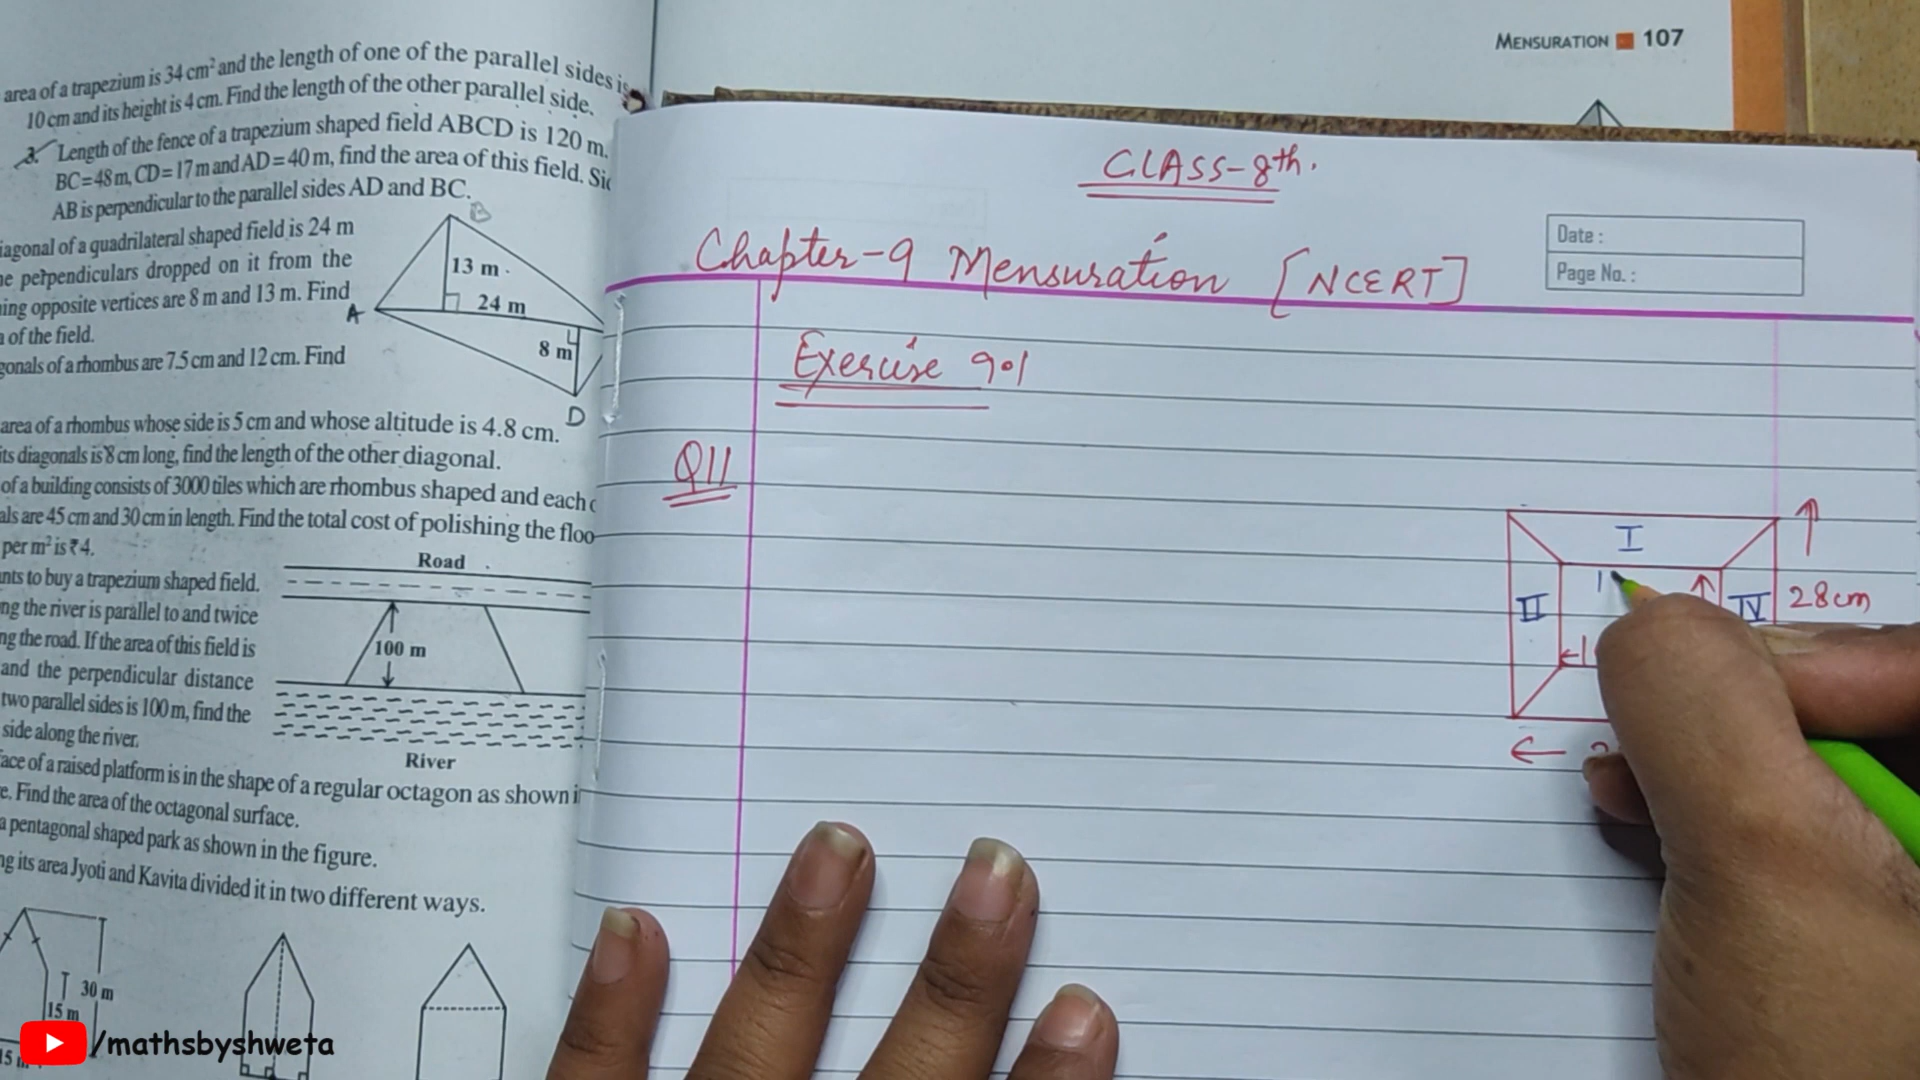 area of a trapezium is 34 cm² and the length of one of the parallel sides is
10 cm and its height is 4 cm. Find the length of the other parallel side.
3. Length of the fence of a trapezium shaped field ABCD is 120 m.
BC = 48 m, CD = 17 m and AD = 40 m, find the area of this field.
AB is perpendicular to the parallel sides AD and BC.
diagonal of a quadrilateral shaped field is 24 m
perpendiculars dropped on it from the
opposite vertices are 8 m and 13 m. Find
of the field.
of a rhombus are 7.5 cm and 12 cm. Find
B
13 m
24 m
A
8 m
D
area of a rhombus whose side is 5 cm and whose altitude is 4.8 cm.
its diagonals is 8 cm long, find the length of the other diagonal.
of a building consists of 3000 tiles which are rhombus shaped and each
are 45 cm and 30 cm in length. Find the total cost of polishing the
per m² is ₹ 4.
to buy a trapezium shaped field.
the river is parallel to and twice
the road. If the area of this field is
and the perpendicular distance
two parallel sides is 100 m, find the
side along the river.
Road
100 m
River
of a raised platform is in the shape of a regular octagon as shown
Find the area of the octagonal surface.
a pentagonal shaped park as shown in the figure.
its area Jyoti and Kavita divided it in two different ways.
30 m
15 m
/mathsbyshweta
MENSURATION 107
CLASS-8th.
Date :
Page No. :
Chapter-9 Mensuration [NCERT]
Exercise 9.1
Q11
I
II
IV
28cm